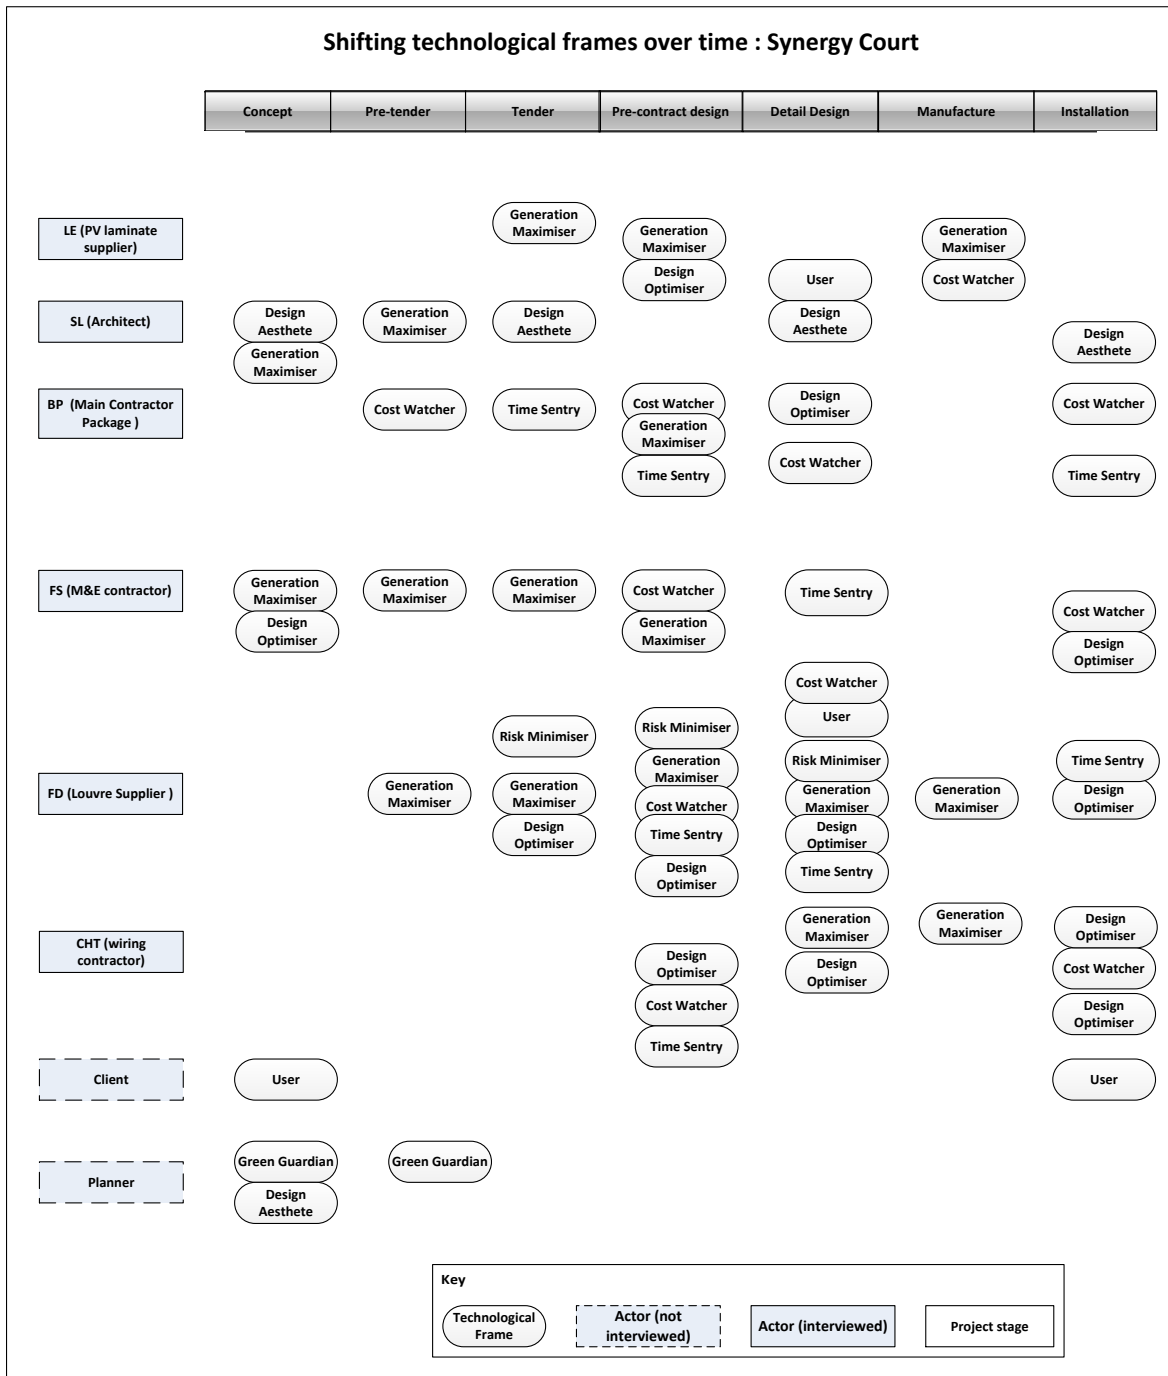 Shifting technological frames over time : Synergy Court
Concept
Pre-tender
Tender
Pre-contract design
Detail Design
Manufacture
Installation
LE (PV laminate
supplier)
Generation
Maximiser
Generation
Maximiser
Design
Optimiser
User
Generation
Maximiser
Cost Watcher
SL (Architect)
Design
Aesthete
Generation
Maximiser
Generation
Maximiser
Design
Aesthete
Design
Aesthete
Design
Aesthete
BP (Main Contractor
Package )
Cost Watcher
Time Sentry
Cost Watcher
Generation
Maximiser
Time Sentry
Design
Optimiser
Cost Watcher
Cost Watcher
Time Sentry
FS (M&E contractor)
Generation
Maximiser
Design
Optimiser
Generation
Maximiser
Generation
Maximiser
Cost Watcher
Generation
Maximiser
Time Sentry
Cost Watcher
Design
Optimiser
FD (Louvre Supplier )
Generation
Maximiser
Risk Minimiser
Generation
Maximiser
Design
Optimiser
Risk Minimiser
Generation
Maximiser
Cost Watcher
Time Sentry
Design
Optimiser
Cost Watcher
User
Risk Minimiser
Generation
Maximiser
Design
Optimiser
Time Sentry
Generation
Maximiser
Time Sentry
Design
Optimiser
CHT (wiring
contractor)
Design
Optimiser
Cost Watcher
Time Sentry
Generation
Maximiser
Design
Optimiser
Generation
Maximiser
Design
Optimiser
Cost Watcher
Design
Optimiser
Client
User
User
Planner
Green Guardian
Design
Aesthete
Green Guardian
Key
Technological
Frame
Actor (not
interviewed)
Actor (interviewed)
Project stage